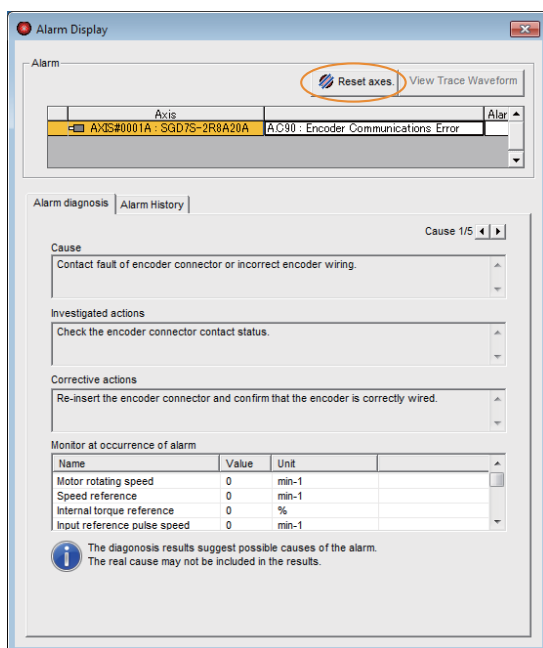 Alarm Display
Alarm
Reset axes. View Trace Waveform
Axis Alar
AXIS#0001A : SGD7S-2R8A20A A.C90 : Encoder Communications Error
Alarm diagnosis Alarm History
Cause 1/5
Cause
Contact fault of encoder connector or incorrect encoder wiring.
Investigated actions
Check the encoder connector contact status.
Corrective actions
Re-insert the encoder connector and confirm that the encoder is correctly wired.
Monitor at occurrence of alarm
Name Value Unit
Motor rotating speed 0 min-1
Speed reference 0 min-1
Internal torque reference 0 %
Input reference pulse speed 0 min-1
The diagonosis results suggest possible causes of the alarm.
The real cause may not be included in the results.